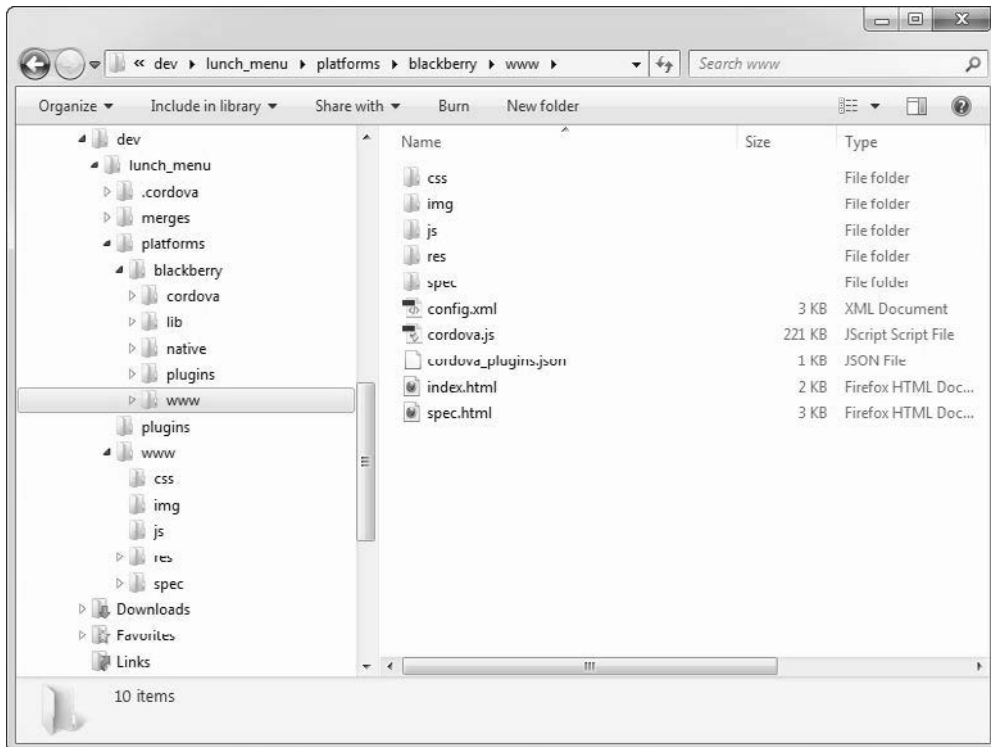 « dev ▸ lunch_menu ▸ platforms ▸ blackberry ▸ www ▸
Search www
Organize Include in library Share with Burn New folder
dev
lunch_menu
.cordova
merges
platforms
blackberry
cordova
lib
native
plugins
www
plugins
www
css
img
js
res
spec
Downloads
Favorites
Links
Name Size Type
css File folder
img File folder
js File folder
res File folder
spec File folder
config.xml 3 KB XML Document
cordova.js 221 KB JScript Script File
cordova_plugins.json 1 KB JSON File
index.html 2 KB Firefox HTML Doc...
spec.html 3 KB Firefox HTML Doc...
10 items